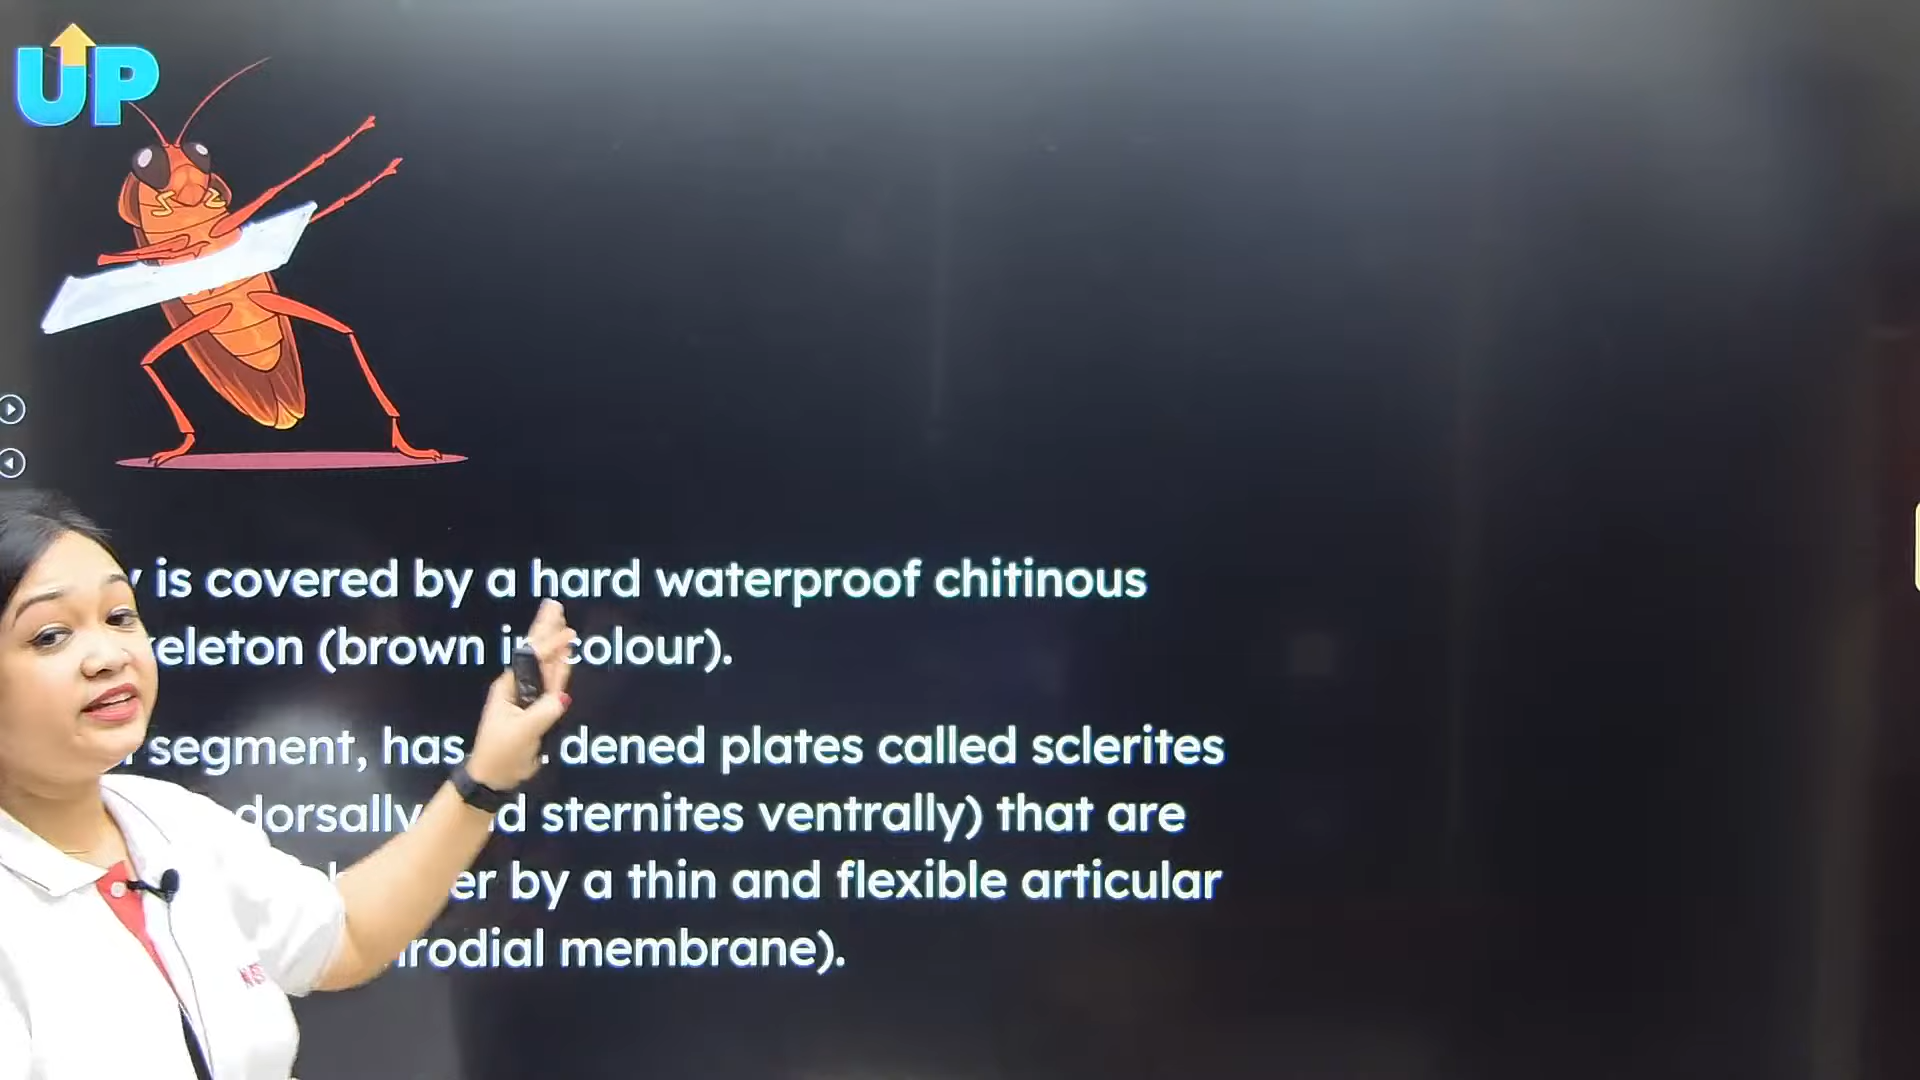 UP
is covered by a hard waterproof chitinous
eleton (brown in colour).
segment, has dened plates called sclerites
dorsally sternites ventrally) that are
er by a thin and flexible articular
rodial membrane).